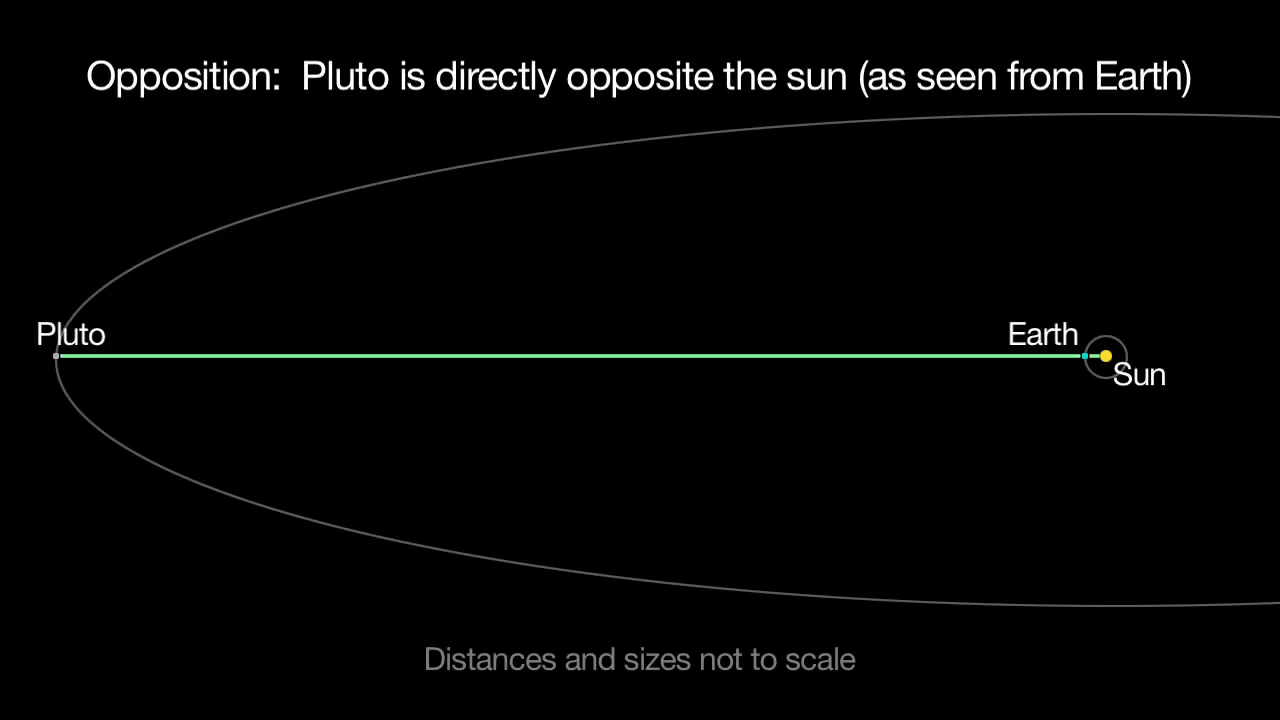 Opposition:  Pluto is directly opposite the sun (as seen from Earth)
Pluto
Earth
Sun
Distances and sizes not to scale